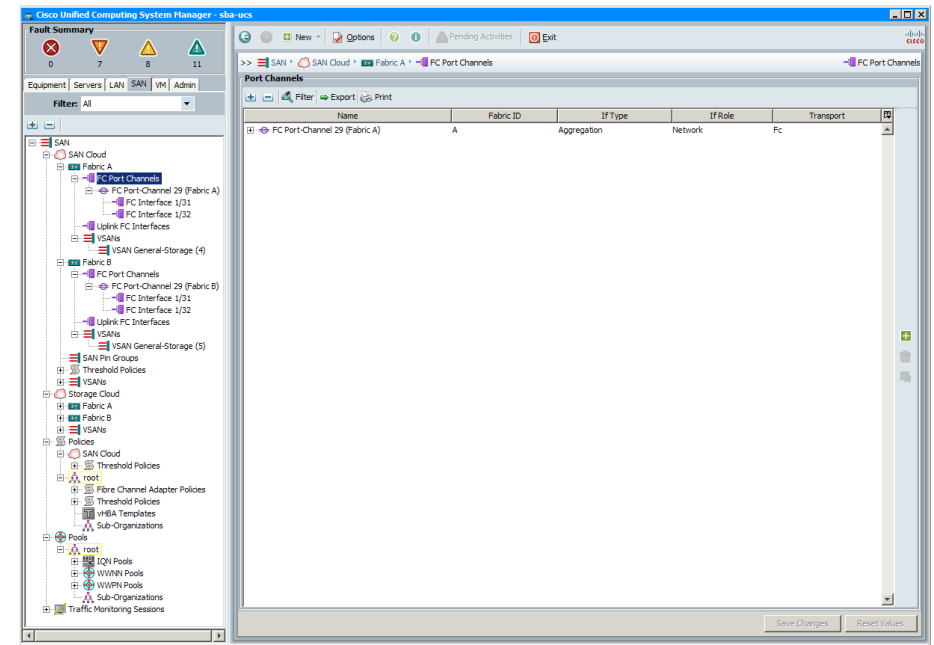 Cisco Unified Computing System Manager - sba-ucs
Fault Summary
0 7 8 11
New Options Pending Activities Exit
CISCO
>> SAN SAN Cloud Fabric A FC Port Channels FC Port Channels
Equipment Servers LAN SAN VM Admin
Filter: All
Port Channels
Filter Export Print
Name Fabric ID If Type If Role Transport
FC Port-Channel 29 (Fabric A) A Aggregation Network Fc
SAN
SAN Cloud
Fabric A
FC Port Channels
FC Port-Channel 29 (Fabric A)
FC Interface 1/31
FC Interface 1/32
Uplink FC Interfaces
VSANs
VSAN General-Storage (4)
Fabric B
FC Port Channels
FC Port-Channel 29 (Fabric B)
FC Interface 1/31
FC Interface 1/32
Uplink FC Interfaces
VSANs
VSAN General-Storage (5)
SAN Pin Groups
Threshold Policies
VSANs
Storage Cloud
Fabric A
Fabric B
VSANs
Policies
SAN Cloud
Threshold Policies
root
Fibre Channel Adapter Policies
Threshold Policies
vHBA Templates
Sub-Organizations
Pools
root
IQN Pools
WWNN Pools
WWPN Pools
Sub-Organizations
Traffic Monitoring Sessions
Save Changes Reset Values